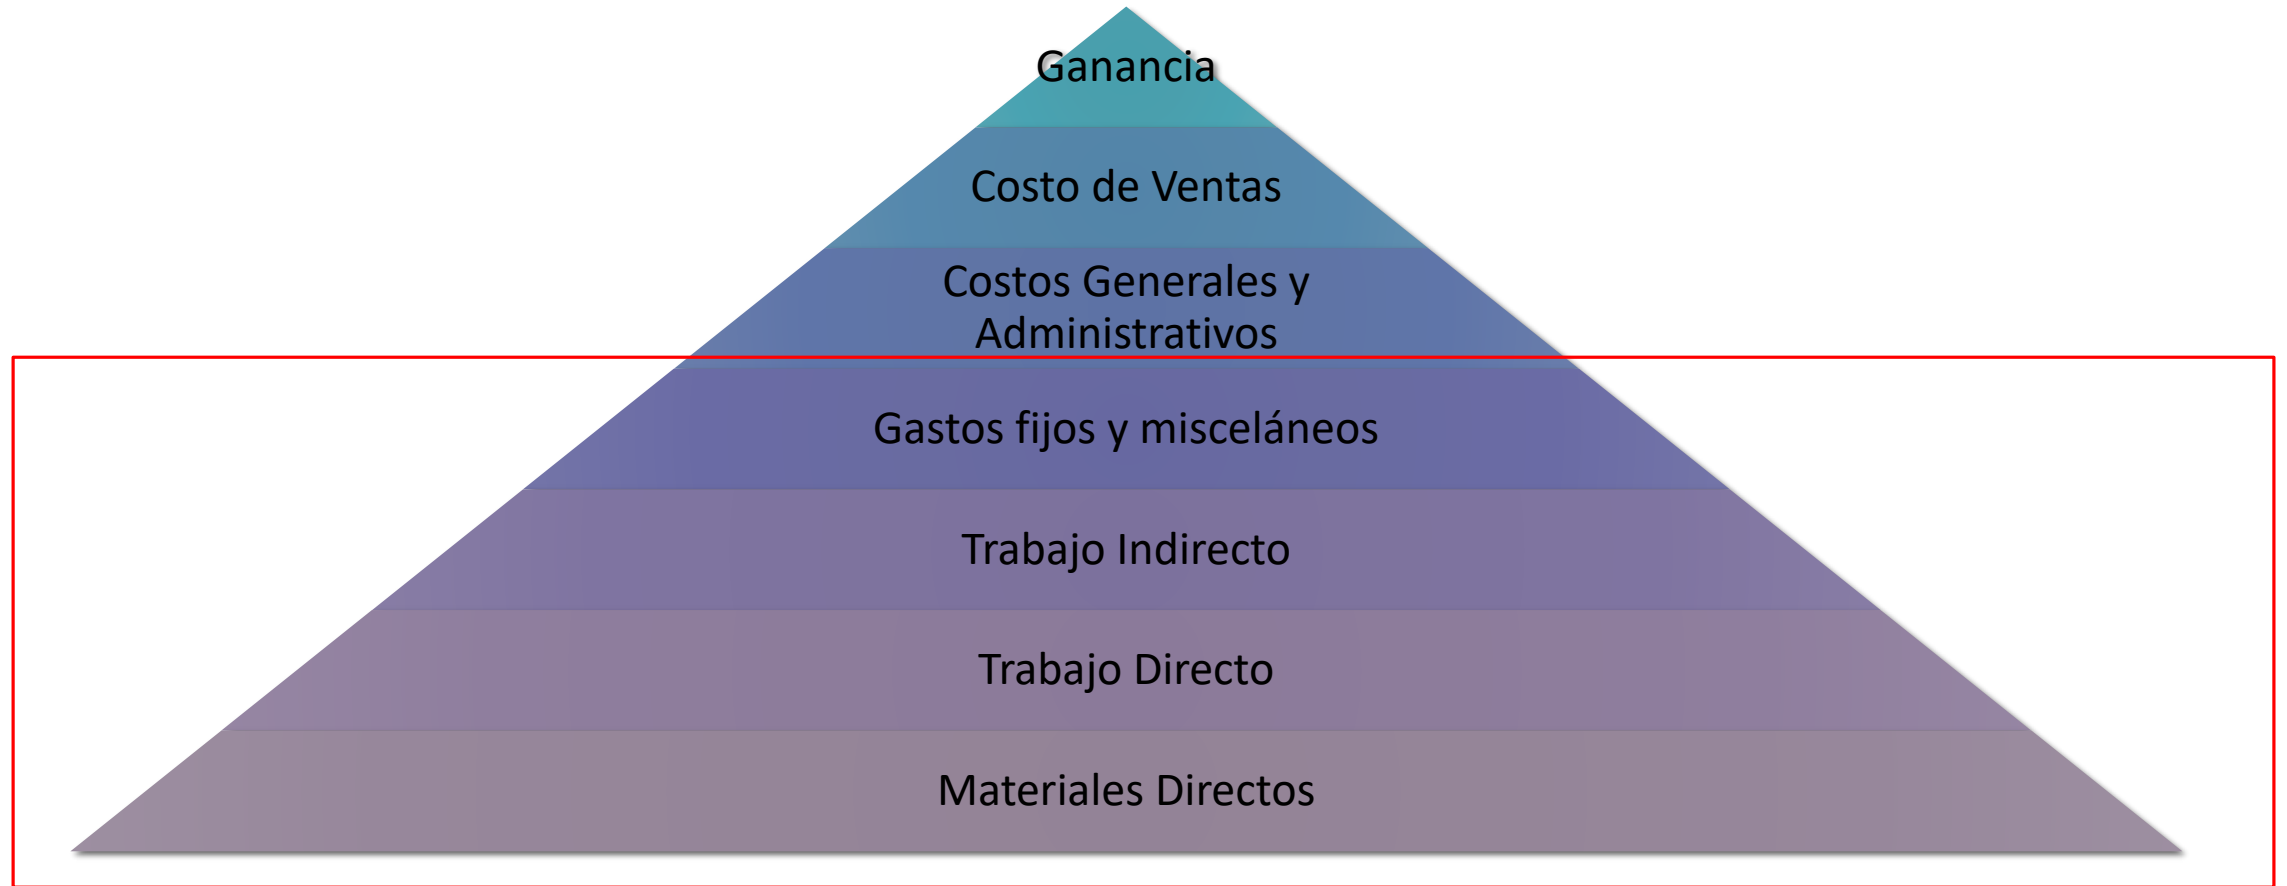 Ganancia
Costo de Ventas
Costos Generales y
Administrativos
Gastos fijos y misceláneos
Trabajo Indirecto
Trabajo Directo
Materiales Directos